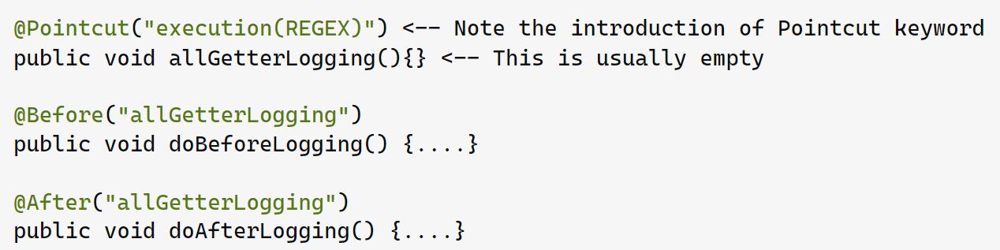 @Pointcut("execution(REGEX)") <-- Note the introduction of Pointcut keyword
public void allGetterLogging(){} <-- This is usually empty
@Before("allGetterLogging")
public void doBeforeLogging() {....}
@After("allGetterLogging")
public void doAfterLogging() {....}